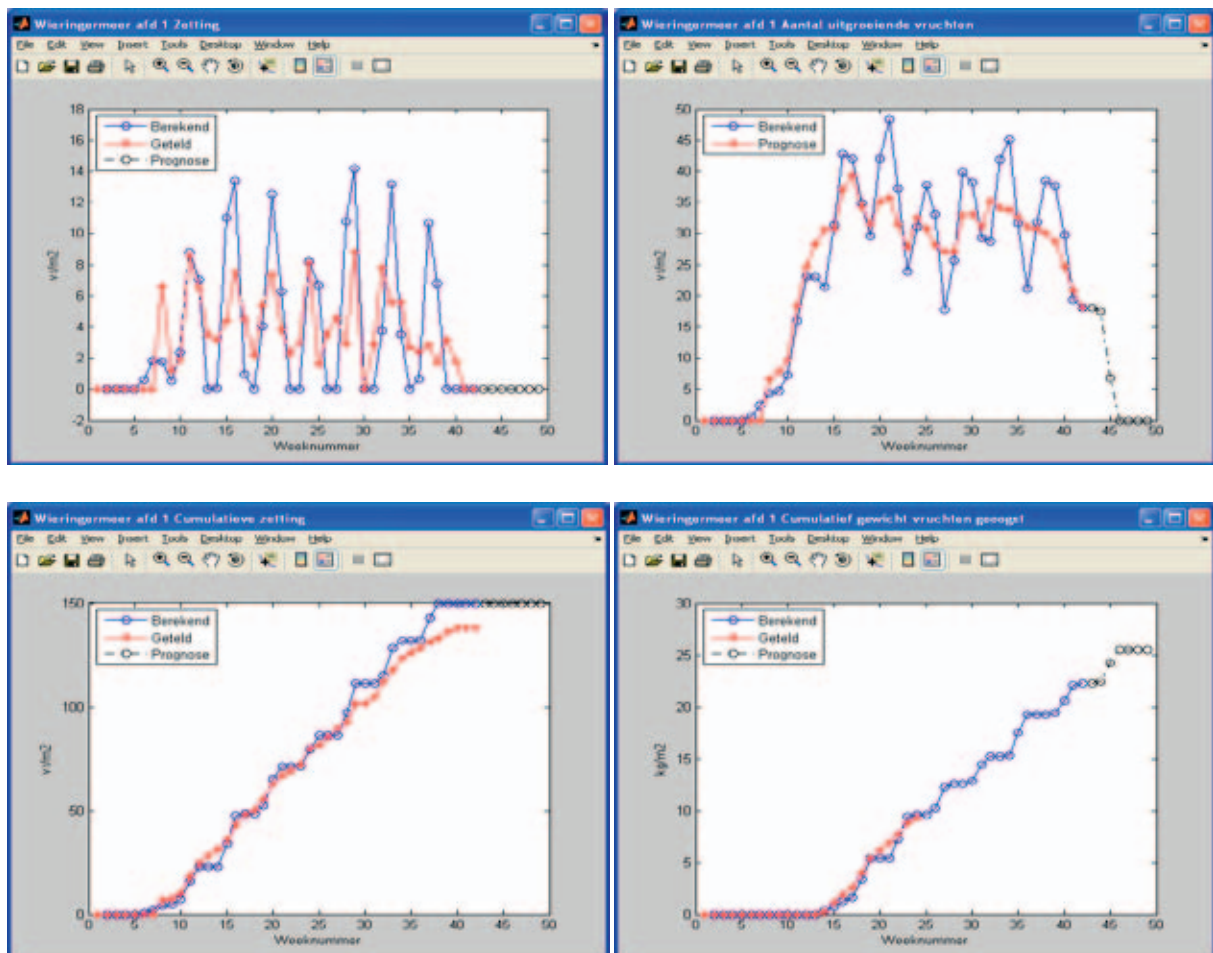 Wieringermeer afd 1 Zetting
File Edit View Insert Tools Desktop Window Help
18
16
14
12
10
8
6
4
2
0
-2
v/m2
Berekend
Geteld
Prognose
0 5 10 15 20 25 30 35 40 45 50
Weeknummer
Wieringermeer afd 1 Aantal uitgroeiende vruchten
File Edit View Insert Tools Desktop Window Help
50
45
40
35
30
25
20
15
10
5
0
v/m2
Berekend
Prognose
0 5 10 15 20 25 30 35 40 45 50
Weeknummer
Wieringermeer afd 1 Cumulatieve zetting
File Edit View Insert Tools Desktop Window Help
150
100
50
0
v/m2
Berekend
Geteld
Prognose
0 5 10 15 20 25 30 35 40 45 50
Weeknummer
Wieringermeer afd 1 Cumulatief gewicht vruchten geoogst
File Edit View Insert Tools Desktop Window Help
30
25
20
15
10
5
0
kg/m2
Berekend
Geteld
Prognose
0 5 10 15 20 25 30 35 40 45 50
Weeknummer